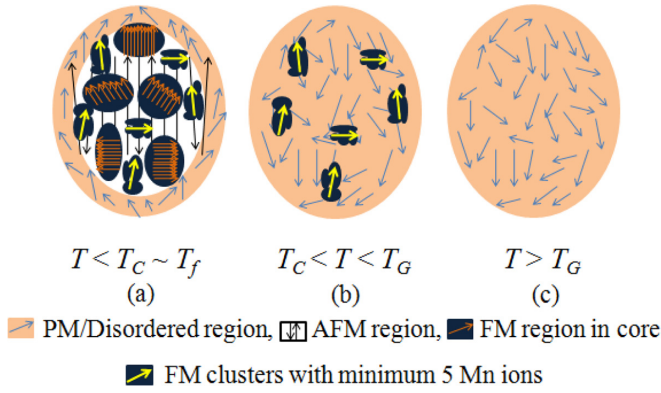 T < T_C ~ T_f T_C < T < T_G T > T_G
(a) (b) (c)
PM/Disordered region, AFM region, FM region in core
FM clusters with minimum 5 Mn ions